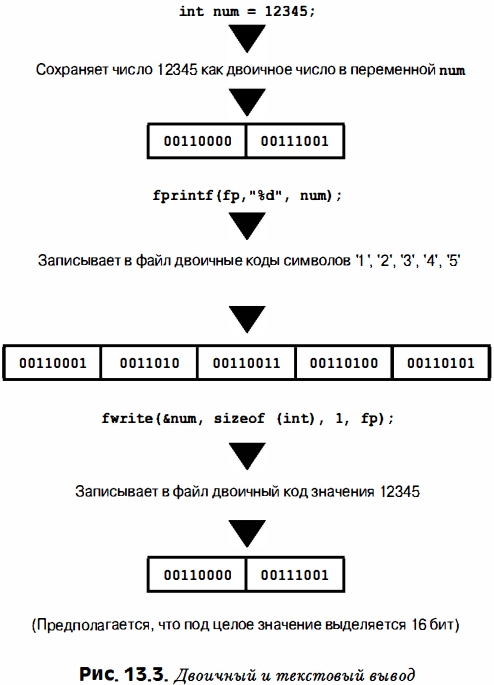 int num = 12345;
Сохраняет число 12345 как двоичное число в переменной num
00110000 00111001
fprintf(fp,"%d", num);
Записывает в файл двоичные коды символов '1', '2', '3', '4', '5'
00110001 0011010 00110011 00110100 00110101
fwrite(&num, sizeof (int), 1, fp);
Записывает в файл двоичный код значения 12345
00110000 00111001
(Предполагается, что под целое значение выделяется 16 бит)
Рис. 13.3. Двоичный и текстовый вывод